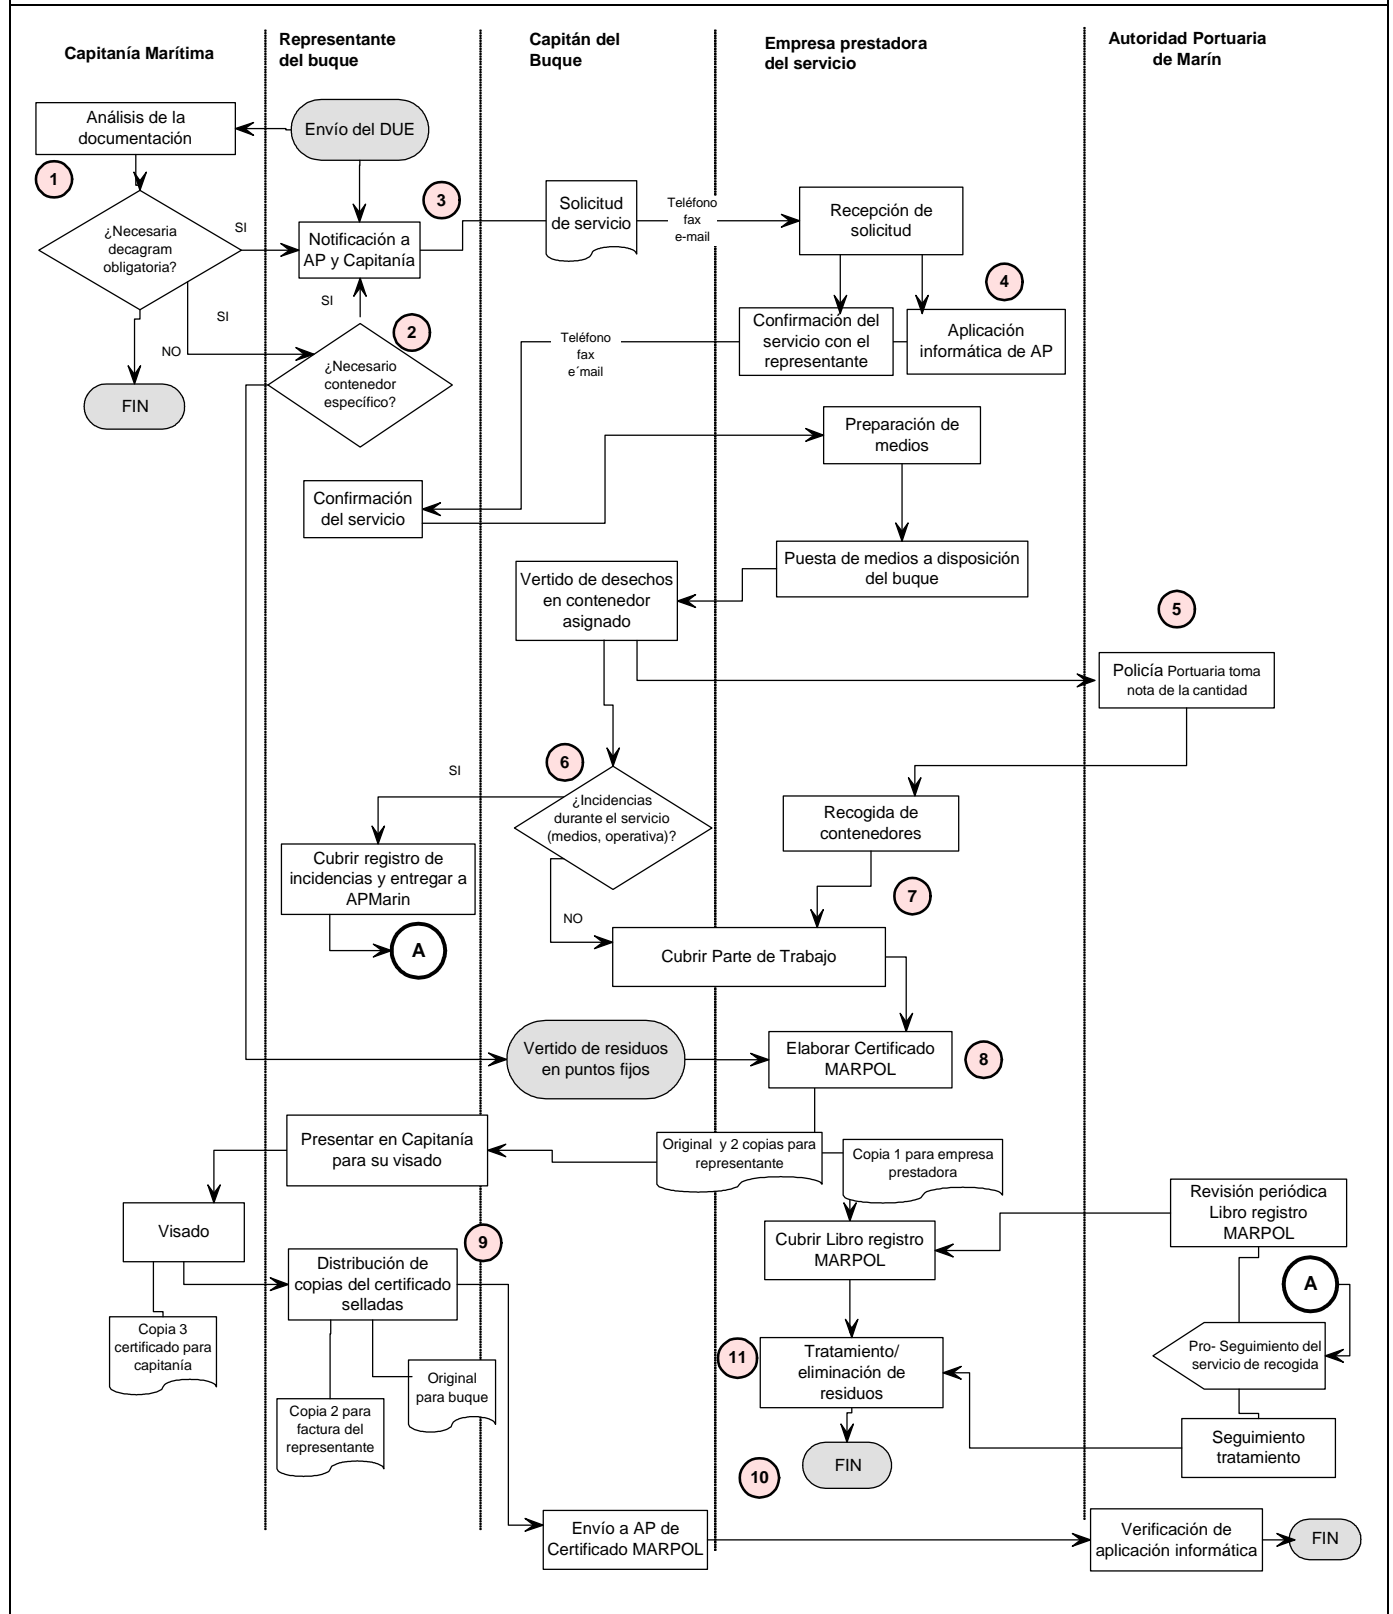 Capitanía Marítima
Representante
del buque
Capitán del
Buque
Empresa prestadora
del servicio
Autoridad Portuaria
de Marín
Análisis de la
documentación
Envío del DUE
1
3
¿Necesaria
decagram
obligatoria?
SI
Notificación a
AP y Capitanía
Solicitud
de servicio
Teléfono
fax
e-mail
Recepción de
solicitud
4
SI
SI
NO
2
¿Necesario
contenedor
específico?
FIN
Teléfono
fax
e´mail
Confirmación del
servicio con el
representante
Aplicación
informática de AP
Preparación de
medios
Confirmación
del servicio
Puesta de medios a disposición
del buque
Vertido de desechos
en contenedor
asignado
5
Policía Portuaria toma
nota de la cantidad
6
SI
¿Incidencias
durante el servicio
(medios, operativa)?
Recogida de
contenedores
Cubrir registro de
incidencias y entregar a
APMarin
7
A
NO
Cubrir Parte de Trabajo
Vertido de residuos
en puntos fijos
Elaborar Certificado
MARPOL
8
Presentar en Capitanía
para su visado
Original y 2 copias para
representante
Copia 1 para empresa
prestadora
Revisión periódica
Libro registro
MARPOL
Visado
9
Cubrir Libro registro
MARPOL
Distribución de
copias del certificado
selladas
A
Copia 3
certificado para
capitanía
Original
para buque
Copia 2 para
factura del
representante
11
Tratamiento/
eliminación de
residuos
Pro- Seguimiento del
servicio de recogida
Seguimiento
tratamiento
10
FIN
Envío a AP de
Certificado MARPOL
Verificación de
aplicación informática
FIN